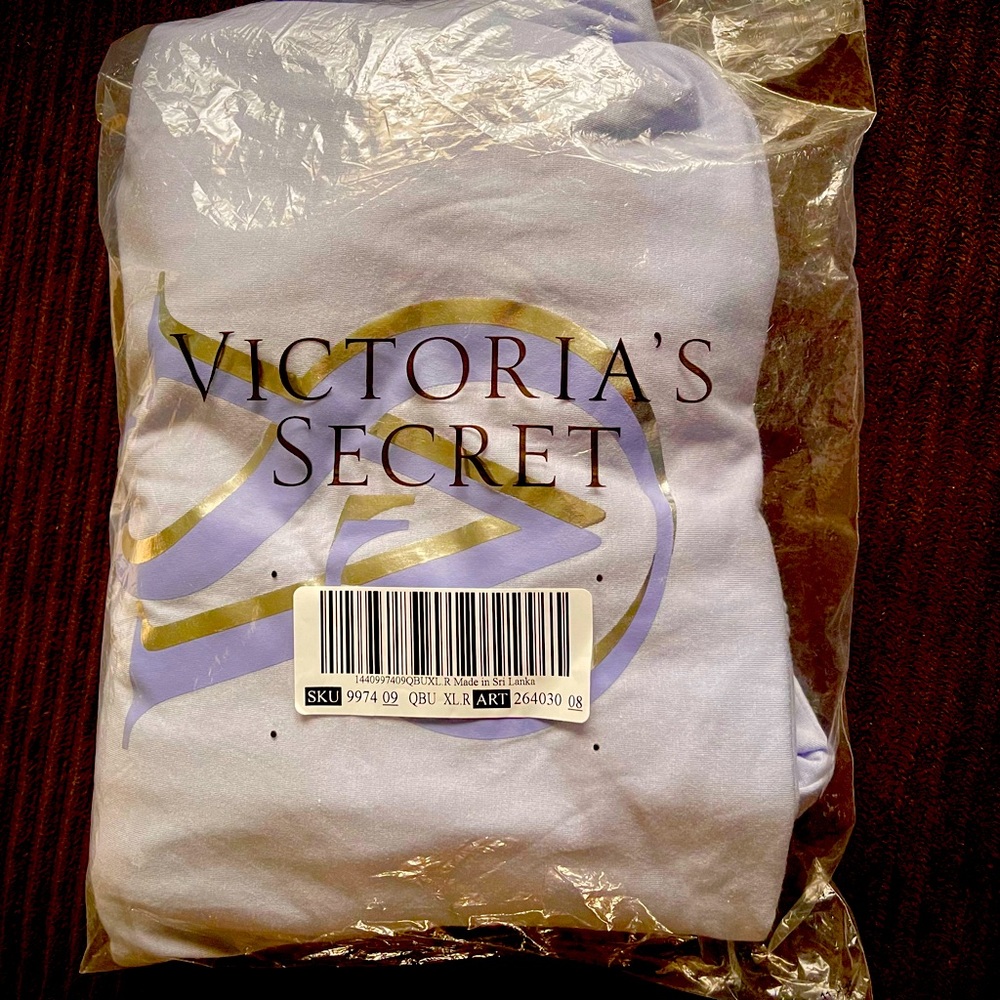 VICTORIA'S
SECRET
1440997409QBUXL.R Made in Sri Lanka
SKU 9974 09 QBU XL.R ART 264030 08